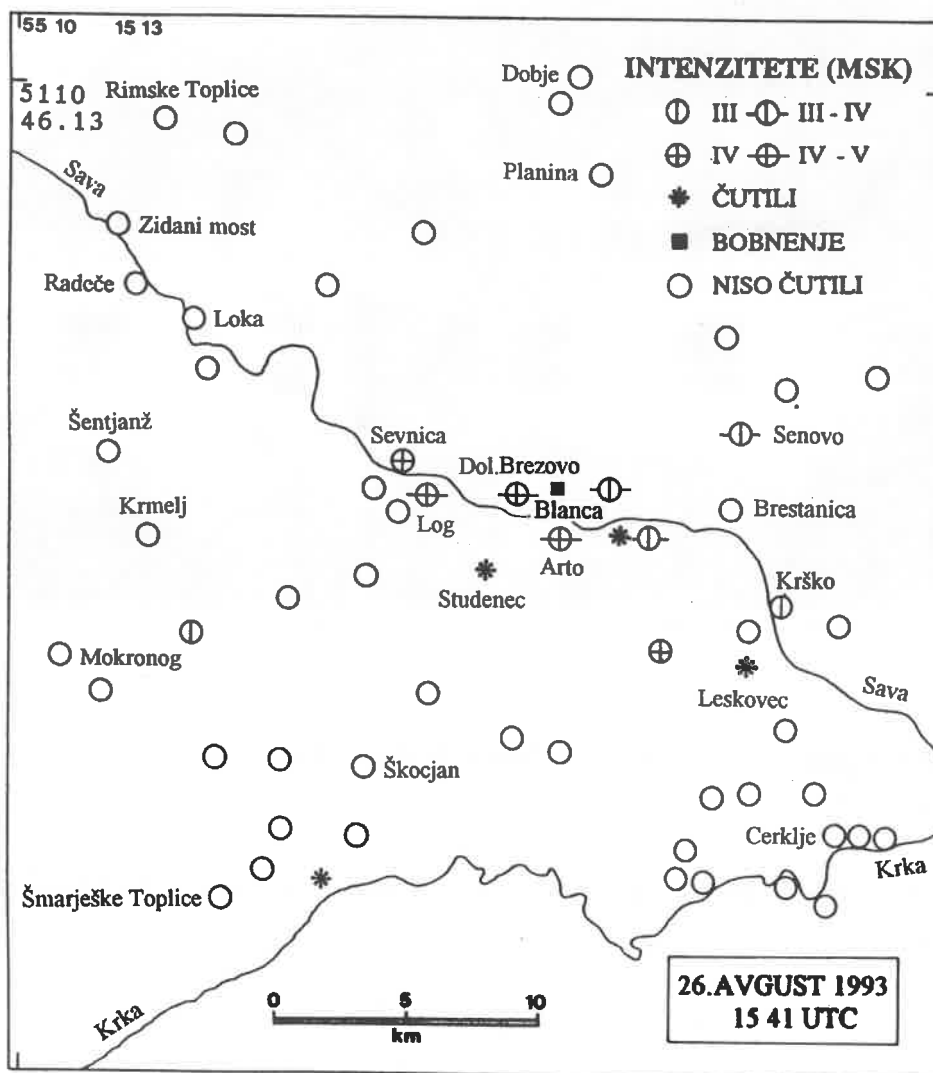 55 10 15 13
5110
46.13
Rimske Toplice
Dobje
INTENZITETE (MSK)
III III - IV
IV IV - V
ČUTILI
BOBNENJE
NISO ČUTILI
Sava
Planina
Zidani most
Radeče
Loka
Šentjanž
Sevnica
Senovo
Dol.Brezovo
Blanca
Krmelj
Log
Brestanica
Arto
Studenec
Krško
Mokronog
Leskovec
Sava
Škocjan
Cerklje
Krka
Šmarješke Toplice
Krka
0 5 10
km
26.AVGUST 1993
15 41 UTC